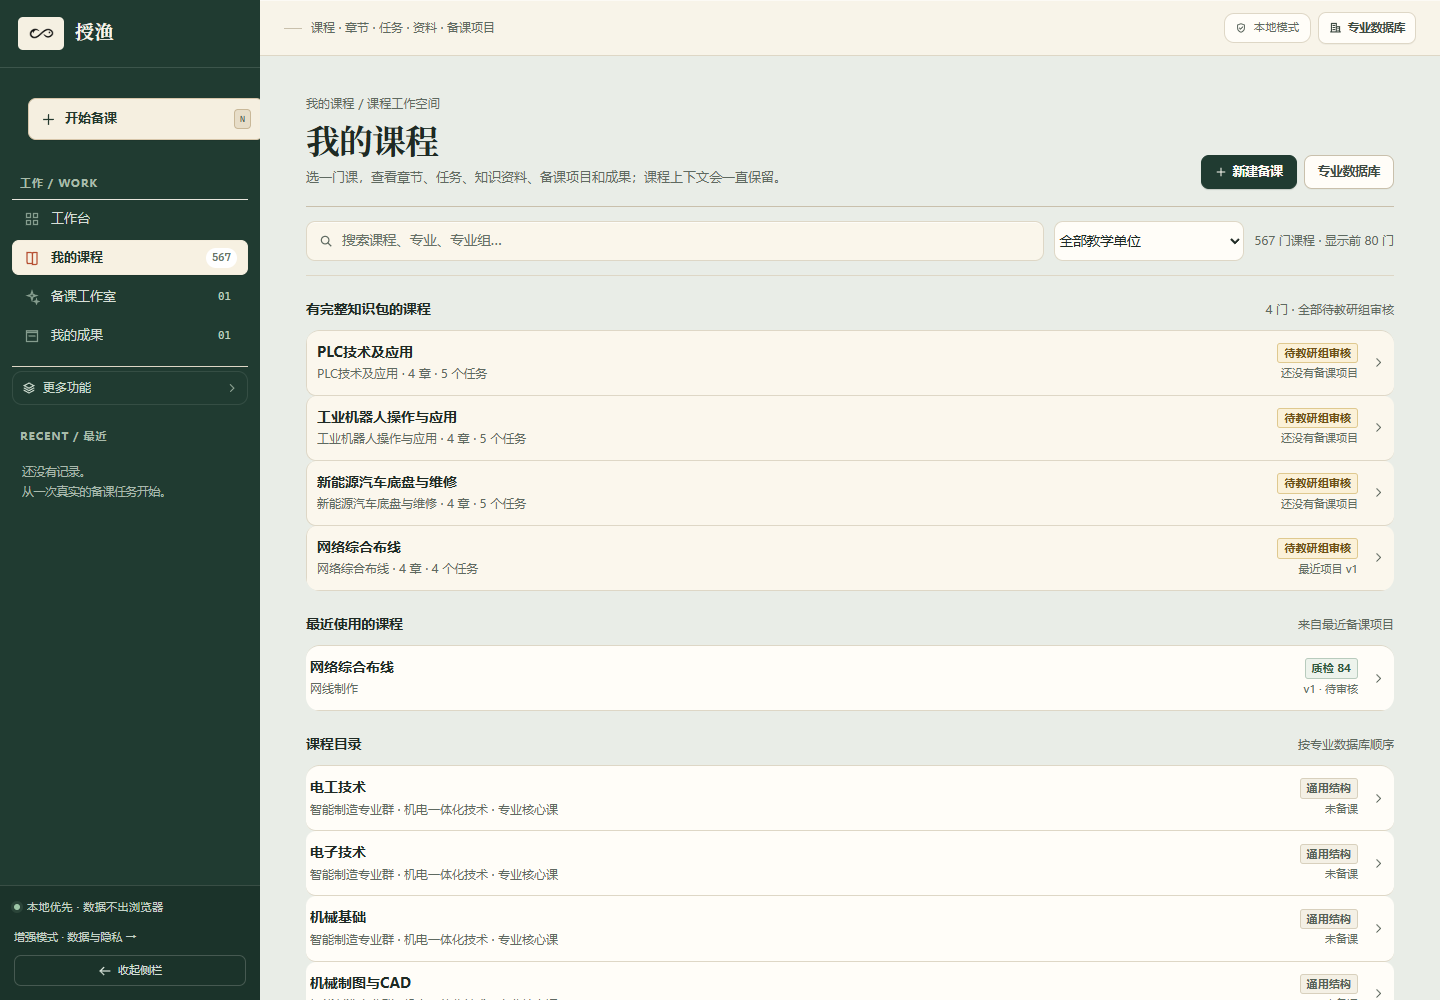 授渔
开始备课
N
工作 / WORK
工作台
我的课程
567
备课工作室
01
我的成果
01
更多功能
RECENT / 最近
还没有记录。
从一次真实的备课任务开始。
本地优先 · 数据不出浏览器
增强模式 · 数据与隐私 →
收起侧栏
课程 · 章节 · 任务 · 资料 · 备课项目
本地模式
专业数据库
我的课程 / 课程工作空间
我的课程
选一门课，查看章节、任务、知识资料、备课项目和成果；课程上下文会一直保留。
新建备课
专业数据库
搜索课程、专业、专业组...
全部教学单位
567 门课程 · 显示前 80 门
有完整知识包的课程
4 门 · 全部待教研组审核
PLC技术及应用
PLC技术及应用 · 4 章 · 5 个任务
待教研组审核
还没有备课项目
工业机器人操作与应用
工业机器人操作与应用 · 4 章 · 5 个任务
待教研组审核
还没有备课项目
新能源汽车底盘与维修
新能源汽车底盘与维修 · 4 章 · 5 个任务
待教研组审核
还没有备课项目
网络综合布线
网络综合布线 · 4 章 · 4 个任务
待教研组审核
最近项目 v1
最近使用的课程
来自最近备课项目
网络综合布线
网线制作
质检 84
v1 · 待审核
课程目录
按专业数据库顺序
电工技术
智能制造专业群 · 机电一体化技术 · 专业核心课
通用结构
未备课
电子技术
智能制造专业群 · 机电一体化技术 · 专业核心课
通用结构
未备课
机械基础
智能制造专业群 · 机电一体化技术 · 专业核心课
通用结构
未备课
机械制图与CAD
通用结构